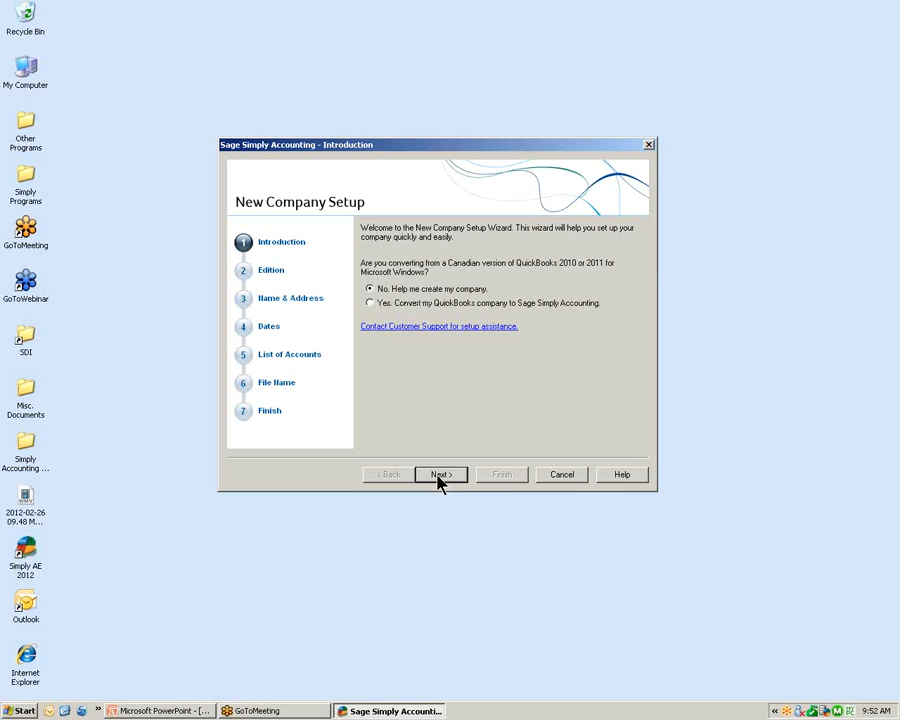 Recycle Bin
My Computer
Other
Programs
Simply
Programs
GoToMeeting
GoToWebinar
SDI
Misc.
Documents
Simply
Accounting ...
2012-02-26
09.48 M...
Simply AE
2012
Outlook
Internet
Explorer
Sage Simply Accounting - Introduction
New Company Setup
1 Introduction
2 Edition
3 Name & Address
4 Dates
5 List of Accounts
6 File Name
7 Finish
Welcome to the New Company Setup Wizard. This wizard will help you set up your
company quickly and easily.
Are you converting from a Canadian version of QuickBooks 2010 or 2011 for
Microsoft Windows?
No. Help me create my company.
Yes. Convert my QuickBooks company to Sage Simply Accounting.
Contact Customer Support for setup assistance.
< Back Next > Finish Cancel Help
Start » Microsoft PowerPoint - [... GoToMeeting Sage Simply Accounti... « 9:52 AM